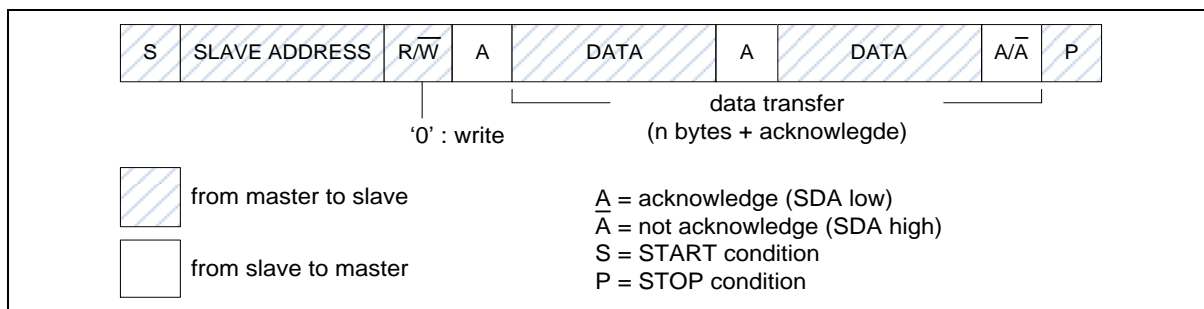 S SLAVE ADDRESS R/W̅ A DATA A DATA A/A̅ P
'0' : write
data transfer
(n bytes + acknowlegde)
from master to slave
from slave to master
A = acknowledge (SDA low)
A̅ = not acknowledge (SDA high)
S = START condition
P = STOP condition